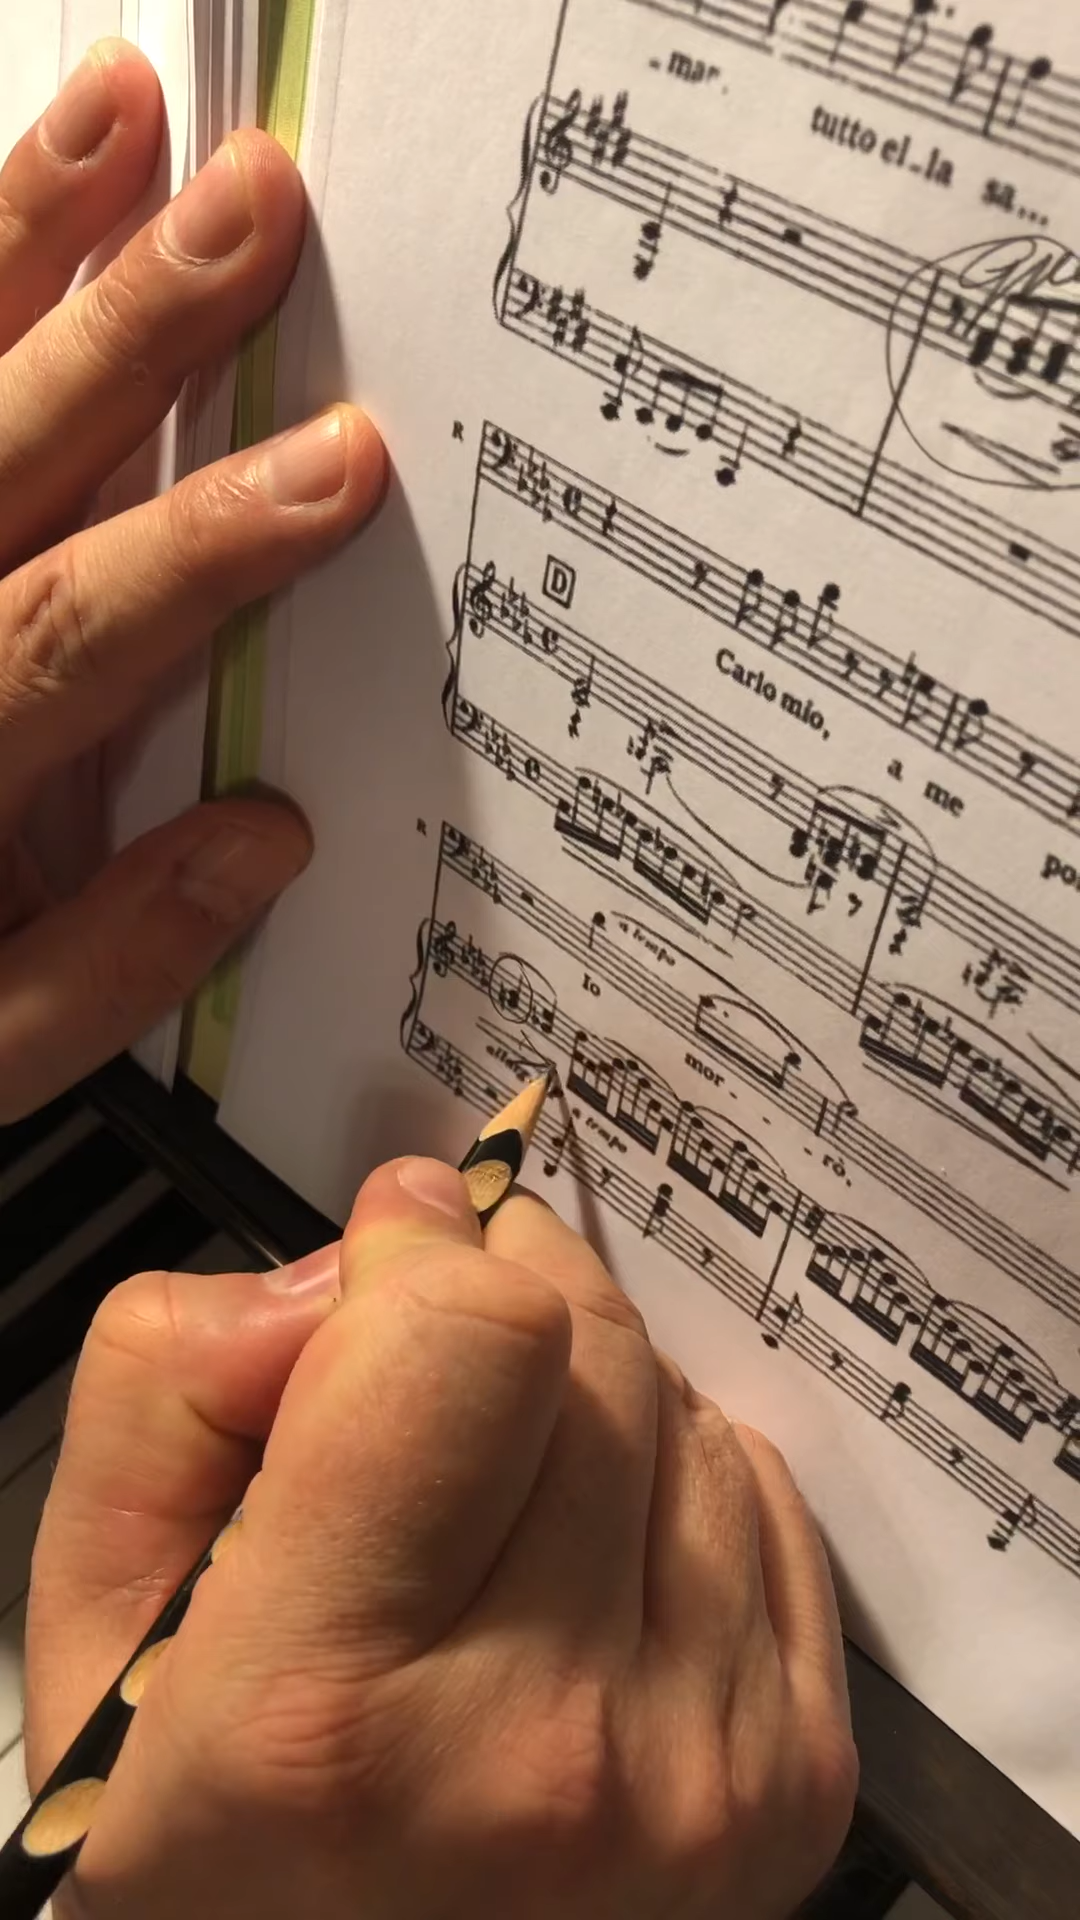 - mar.
tutto el - la sa...
R
D
Carlo mio,
a me
R
a tempo
Io
mor - - - rò,
a tempo